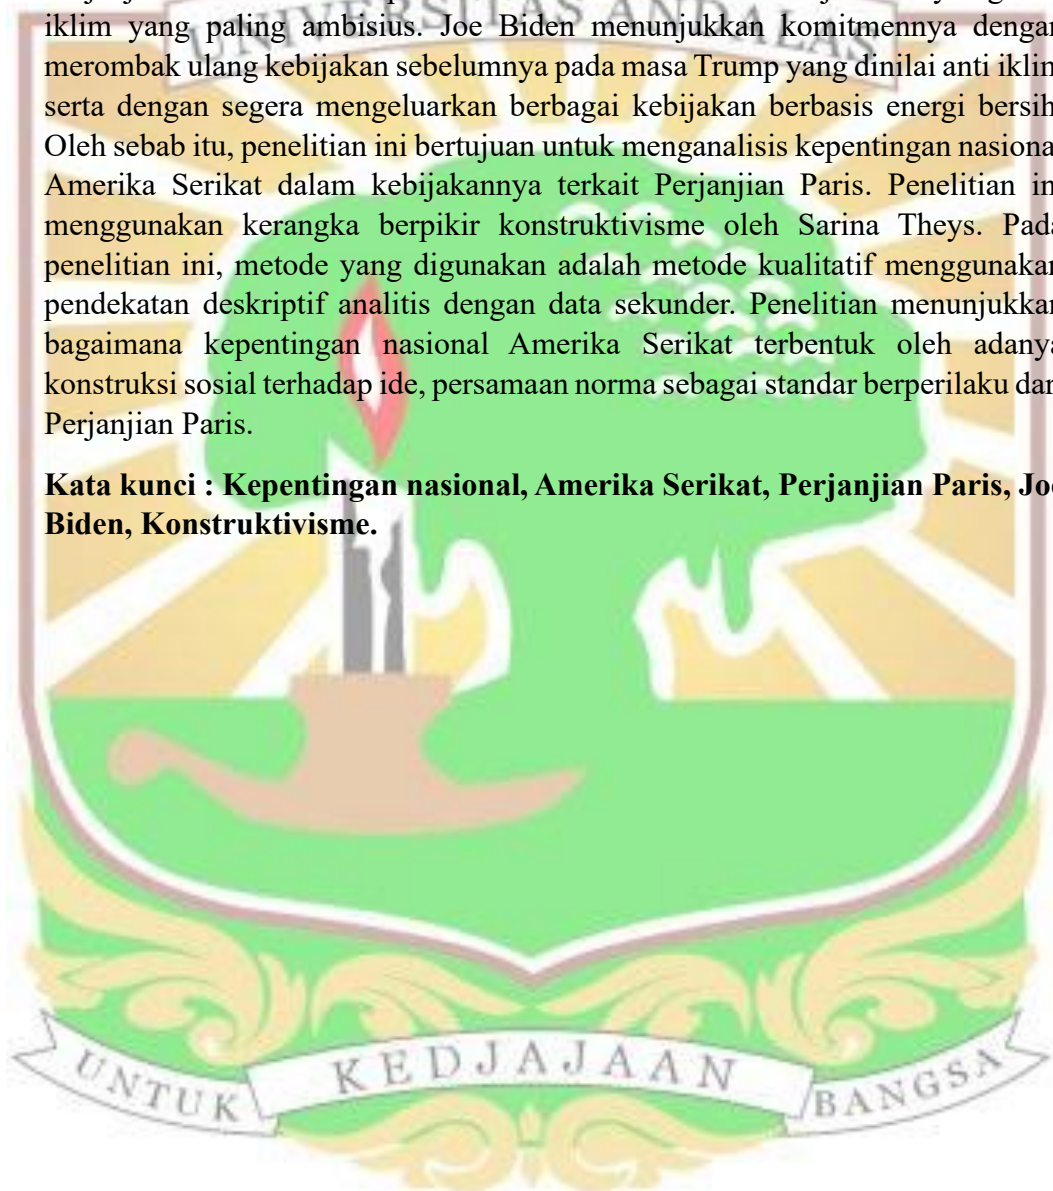 UNIVERSITAS ANDALAS
iklim yang paling ambisius. Joe Biden menunjukkan komitmennya dengan
merombak ulang kebijakan sebelumnya pada masa Trump yang dinilai anti iklim
serta dengan segera mengeluarkan berbagai kebijakan berbasis energi bersih
Oleh sebab itu, penelitian ini bertujuan untuk menganalisis kepentingan nasiona
Amerika Serikat dalam kebijakannya terkait Perjanjian Paris. Penelitian in
menggunakan kerangka berpikir konstruktivisme oleh Sarina Theys. Pada
penelitian ini, metode yang digunakan adalah metode kualitatif menggunakan
pendekatan deskriptif analitis dengan data sekunder. Penelitian menunjukkan
bagaimana kepentingan nasional Amerika Serikat terbentuk oleh adanya
konstruksi sosial terhadap ide, persamaan norma sebagai standar berperilaku dar
Perjanjian Paris.
Kata kunci : Kepentingan nasional, Amerika Serikat, Perjanjian Paris, Joe
Biden, Konstruktivisme.
UNTUK KEDJAJAAN BANGSA